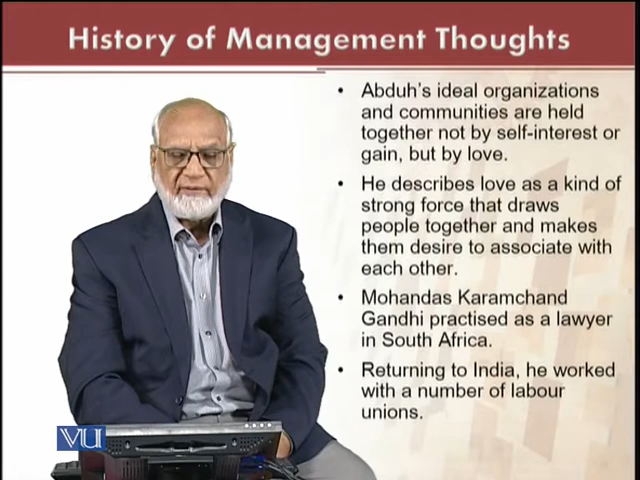 History of Management Thoughts
• Abduh's ideal organizations
and communities are held
together not by self-interest or
gain, but by love.
• He describes love as a kind of
strong force that draws
people together and makes
them desire to associate with
each other.
• Mohandas Karamchand
Gandhi practised as a lawyer
in South Africa.
• Returning to India, he worked
with a number of labour
unions.
VU